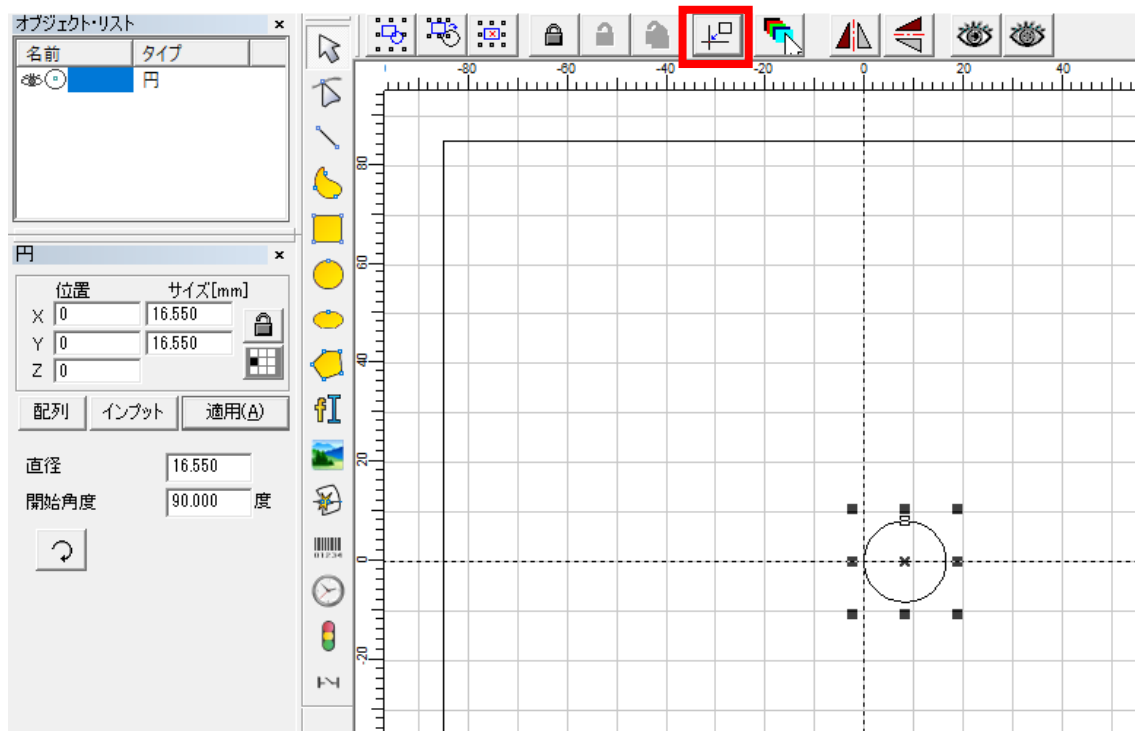 オブジェクト・リスト ×
名前 タイプ
円
円 ×
位置 サイズ[mm]
X 0 16.550
Y 0 16.550
Z 0
配列 インプット 適用(A)
直径 16.550
開始角度 90.000 度
-80 -60 -40 -20 0 20 40
80
60
40
20
0
-20
01234